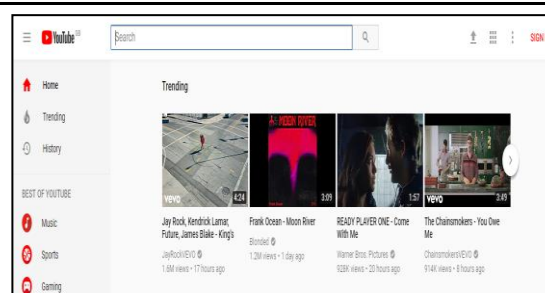 YouTube GB
Search
SIGN
Home
Trending
History
BEST OF YOUTUBE
Music
Sports
Gaming
Trending
vevo
4:24
A: MOON RIVER
3:09
1:57
vevo
3:49
Jay Rock, Kendrick Lamar,
Future, James Blake - King's
JayRockVEVO
1.6M views • 17 hours ago
Frank Ocean - Moon River
Blonded
1.2M views • 1 day ago
READY PLAYER ONE - Come
With Me
Warner Bros. Pictures
928K views • 20 hours ago
The Chainsmokers - You Owe
Me
ChainsmokersVEVO
914K views • 8 hours ago